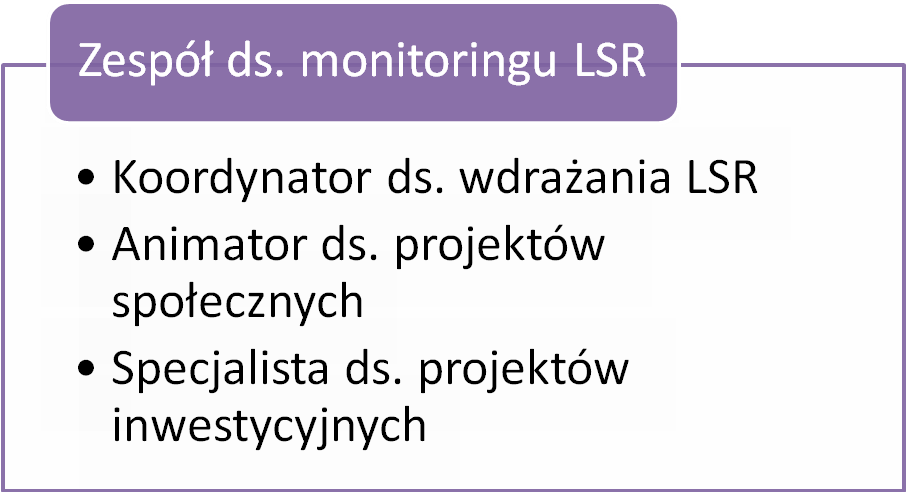 Zespół ds. monitoringu LSR
• Koordynator ds. wdrażania LSR
• Animator ds. projektów
społecznych
• Specjalista ds. projektów
inwestycyjnych